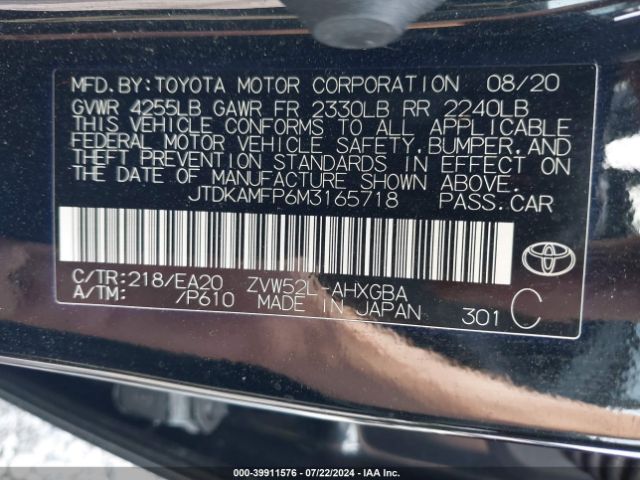 MFD.BY:TOYOTA MOTOR CORPORATION 08/20
GVWR 4255LB GAWR FR 2330LB RR 2240LB
THIS VEHICLE CONFORMS TO ALL APPLICABLE
FEDERAL MOTOR VEHICLE SAFETY,BUMPER,AND
THEFT PREVENTION STANDARDS IN EFFECT ON
THE DATE OF MANUFACTURE SHOWN ABOVE.
JTDKAMFP6M3165718 PASS.CAR
C/TR:218/EA20 ZVW52L-AHXGBA
A/TM: /P610 MADE IN JAPAN 301 C
000-39911576 - 07/22/2024 - IAA Inc.